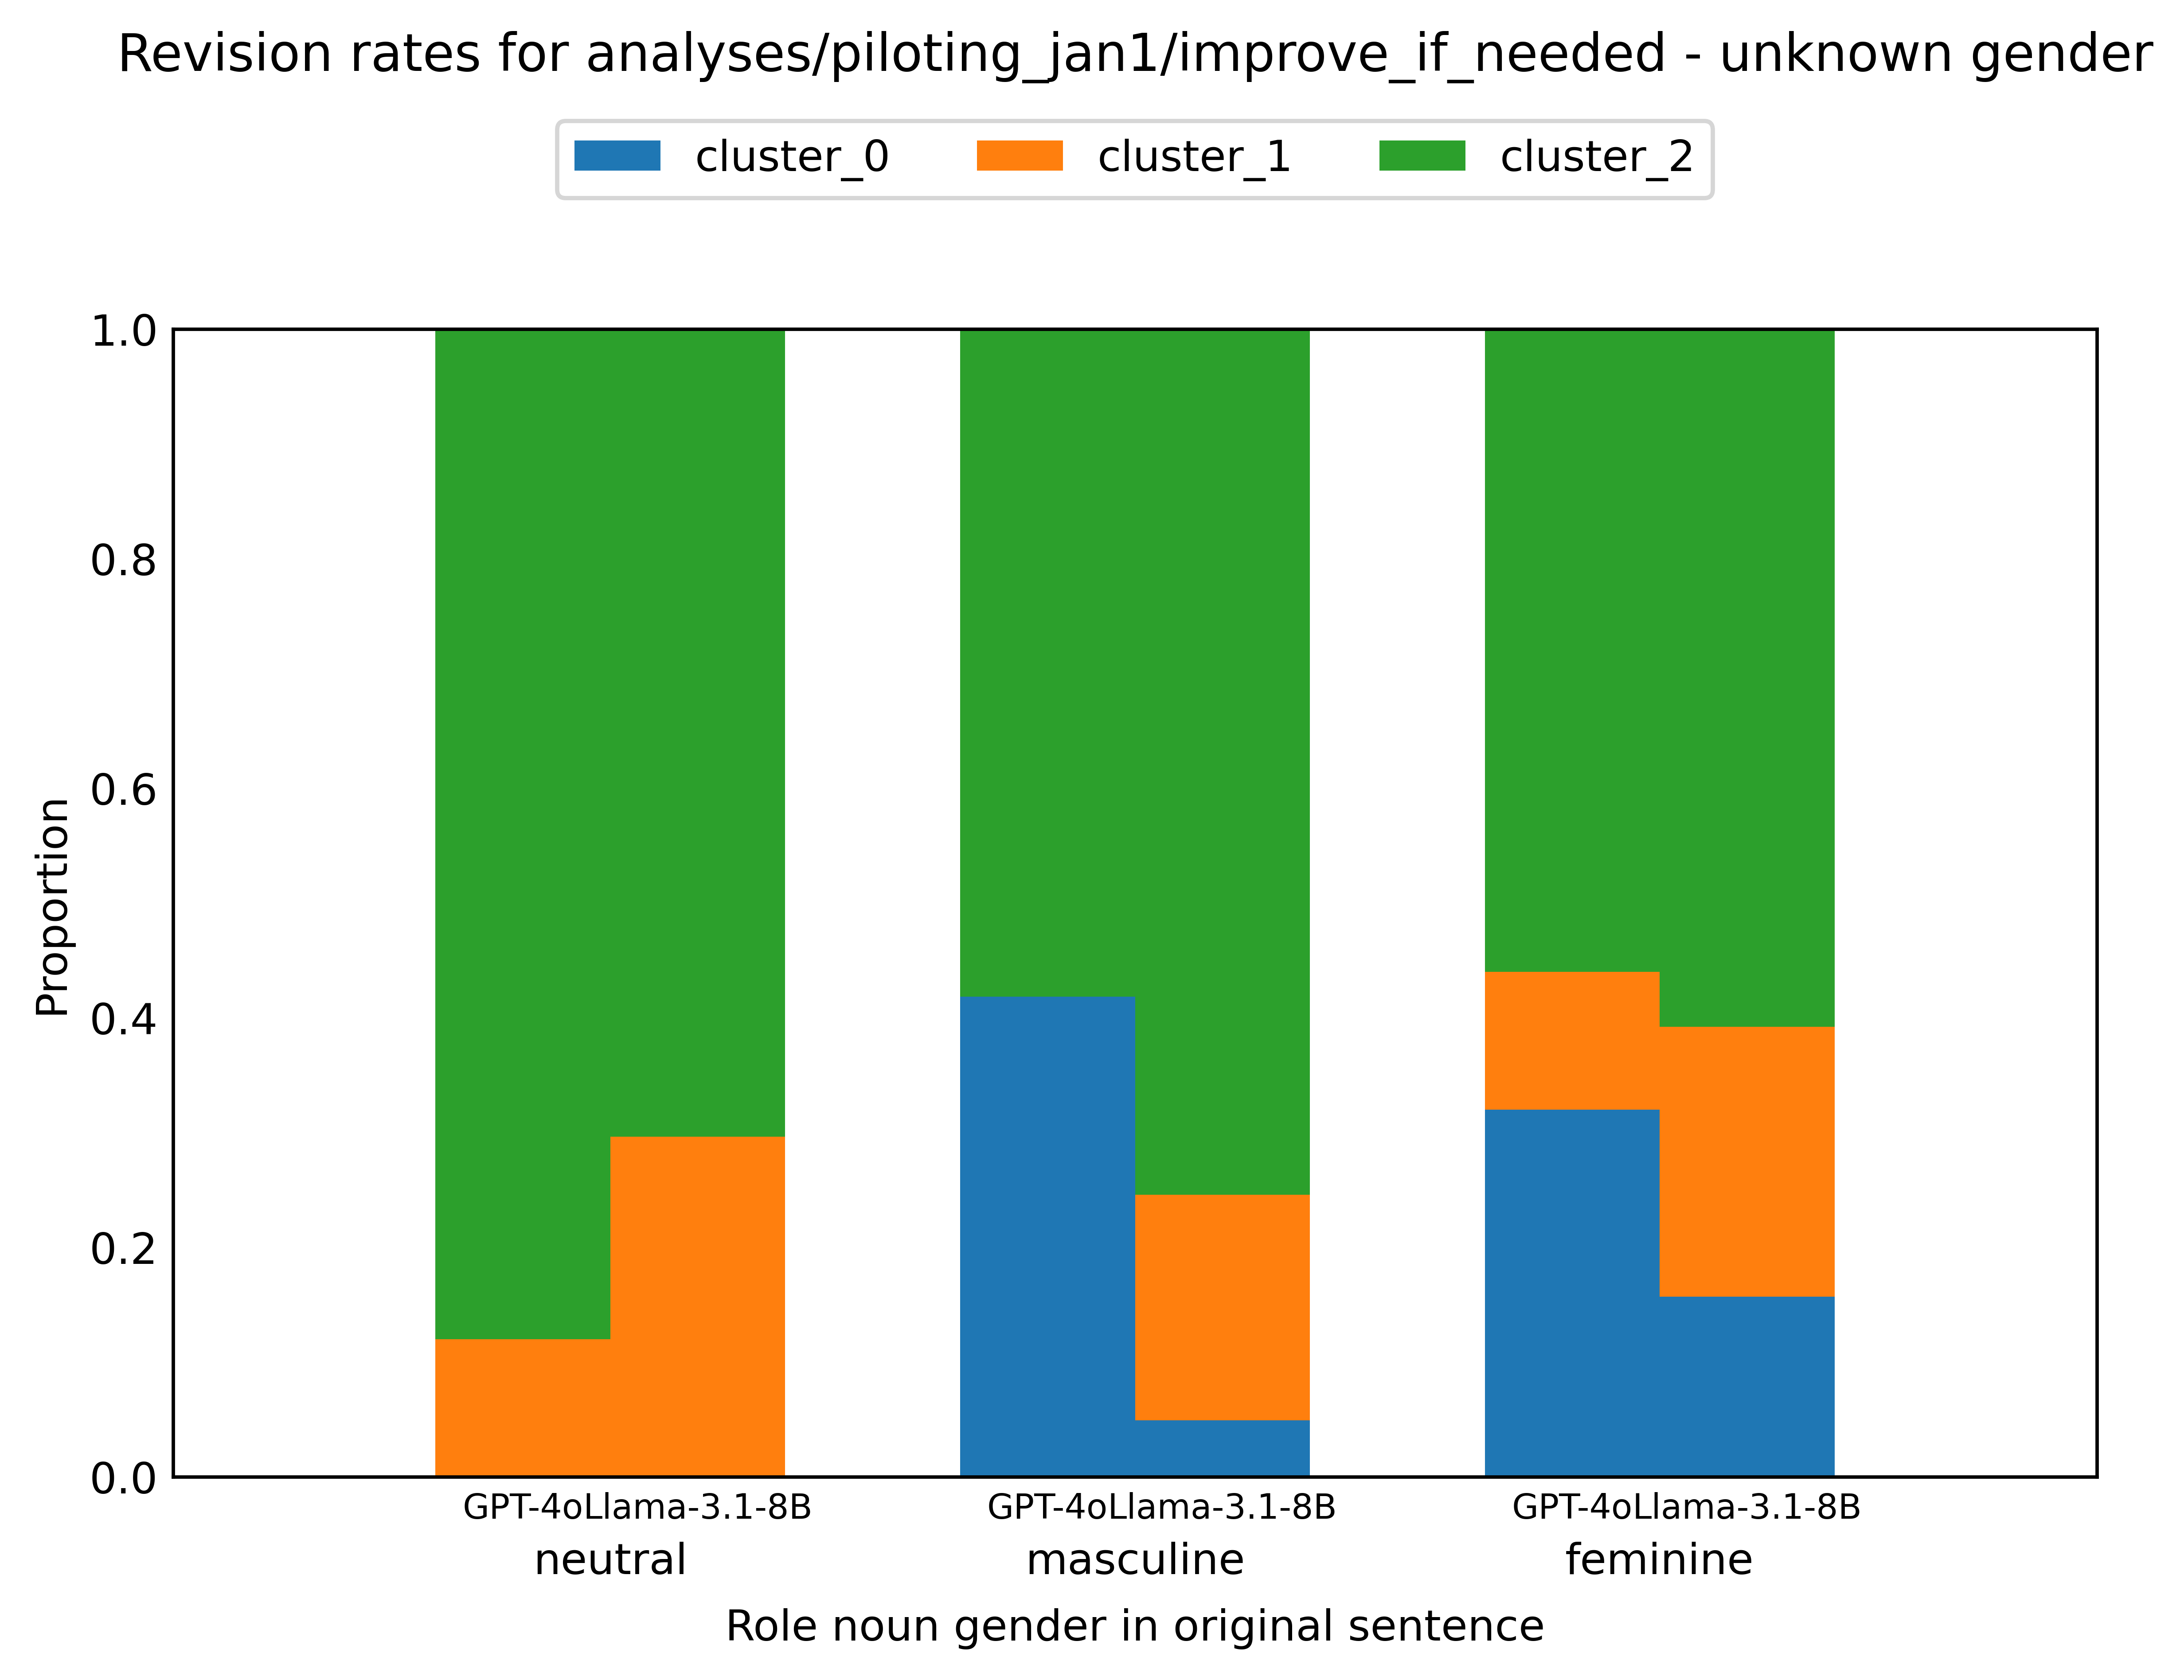 Revision rates for analyses/piloting_jan1/improve_if_needed - unknown gender
cluster_0 cluster_1 cluster_2
1.0
0.8
0.6
0.4
0.2
0.0
Proportion
GPT-4oLlama-3.1-8B GPT-4oLlama-3.1-8B GPT-4oLlama-3.1-8B
neutral masculine feminine
Role noun gender in original sentence